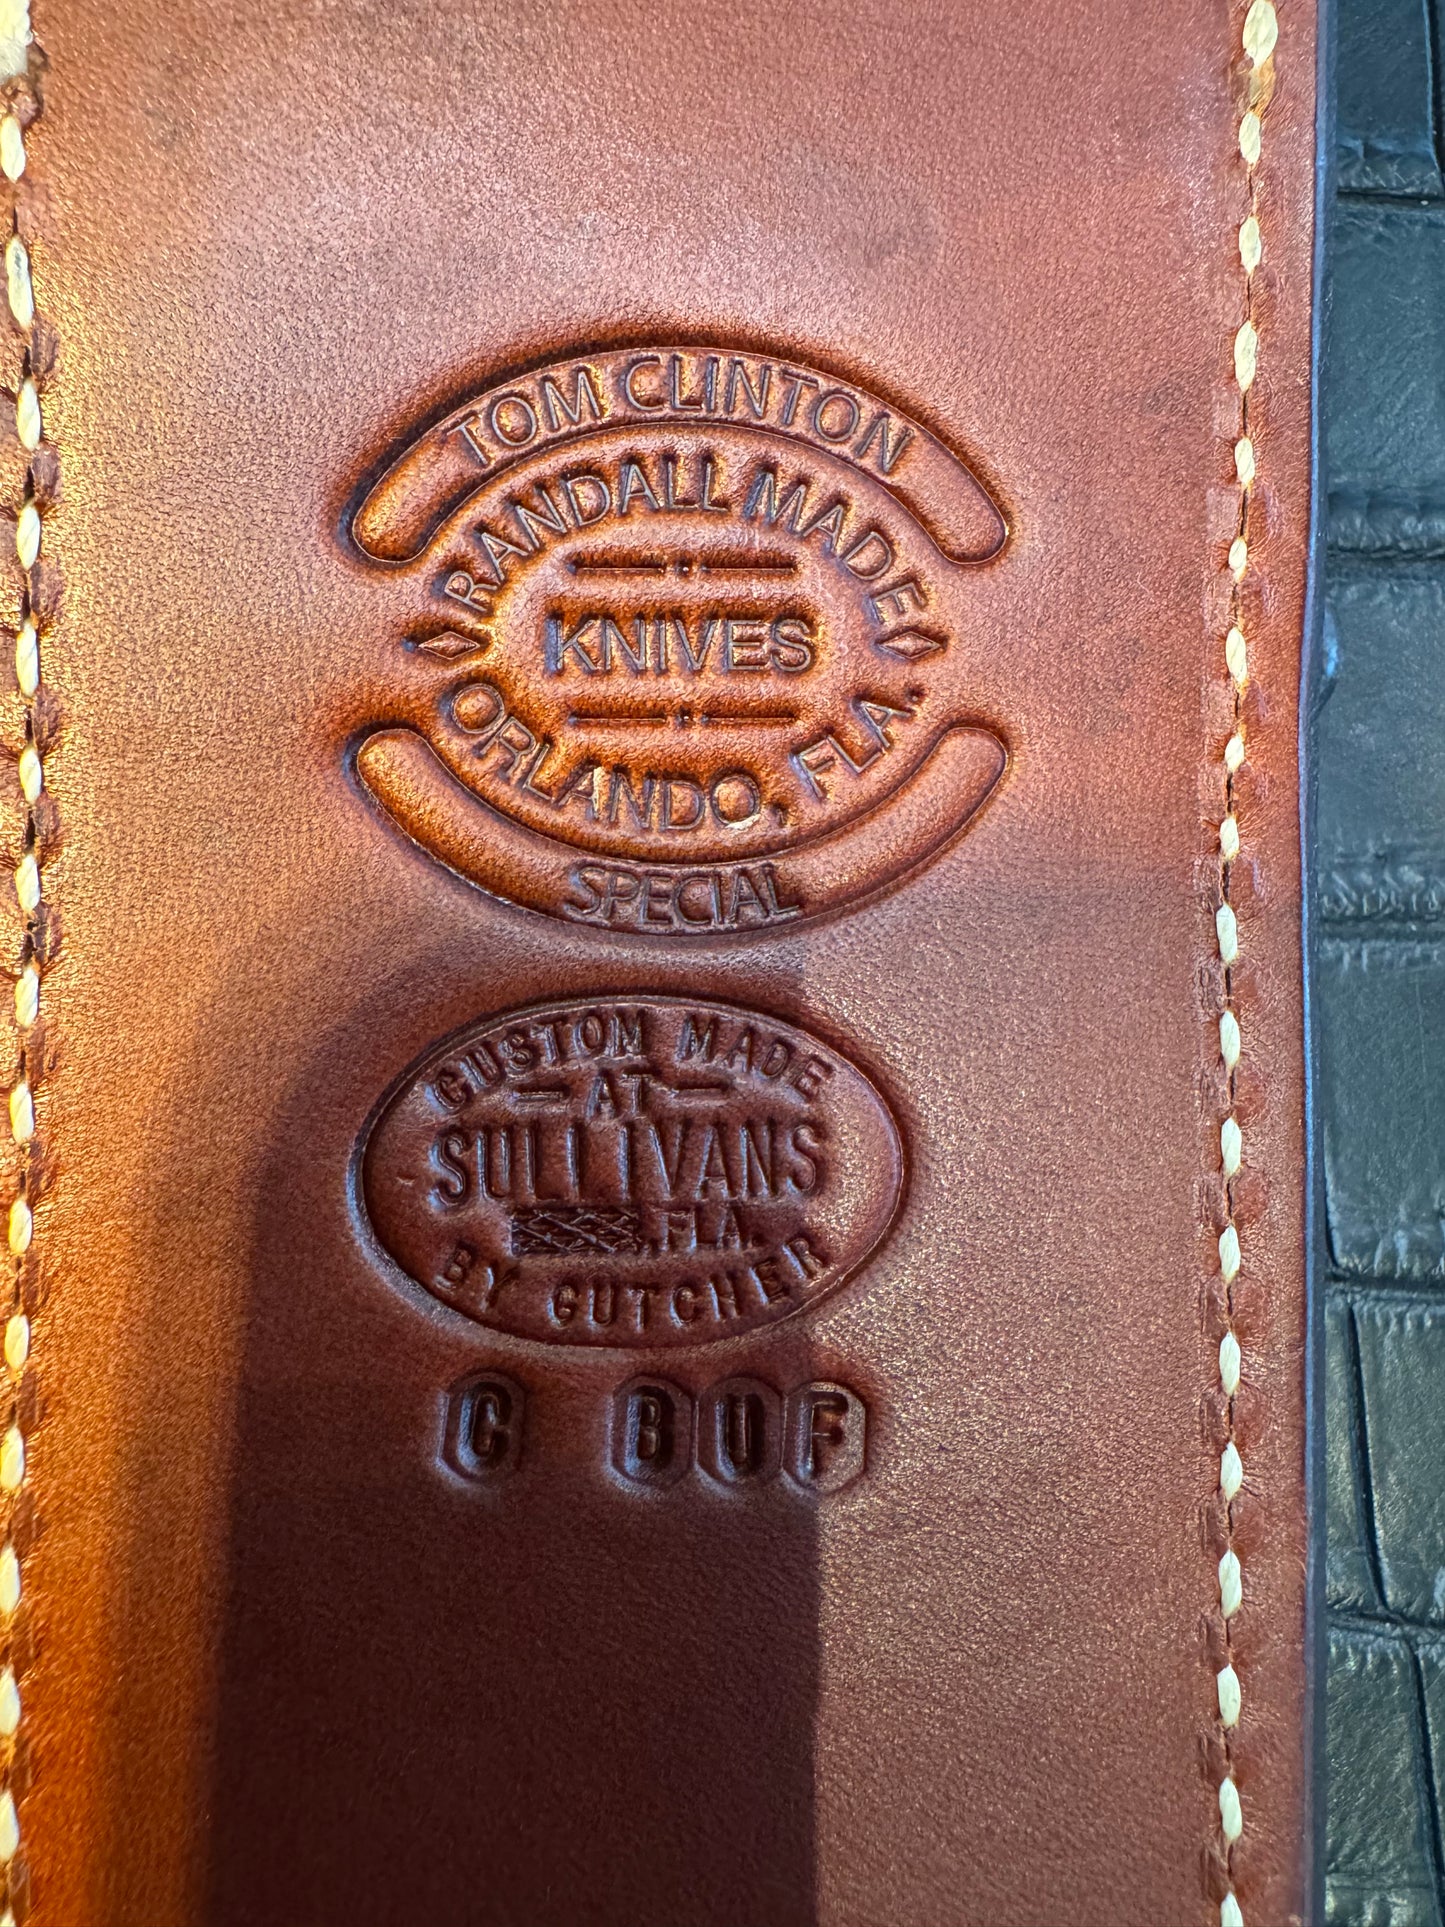 TOM CLINTON
RANDALL MADE
KNIVES
ORLANDO, FLA.
SPECIAL
CUSTOM MADE
- AT -
SULLIVANS
,FLA.
BY GUTCHER
C BUF